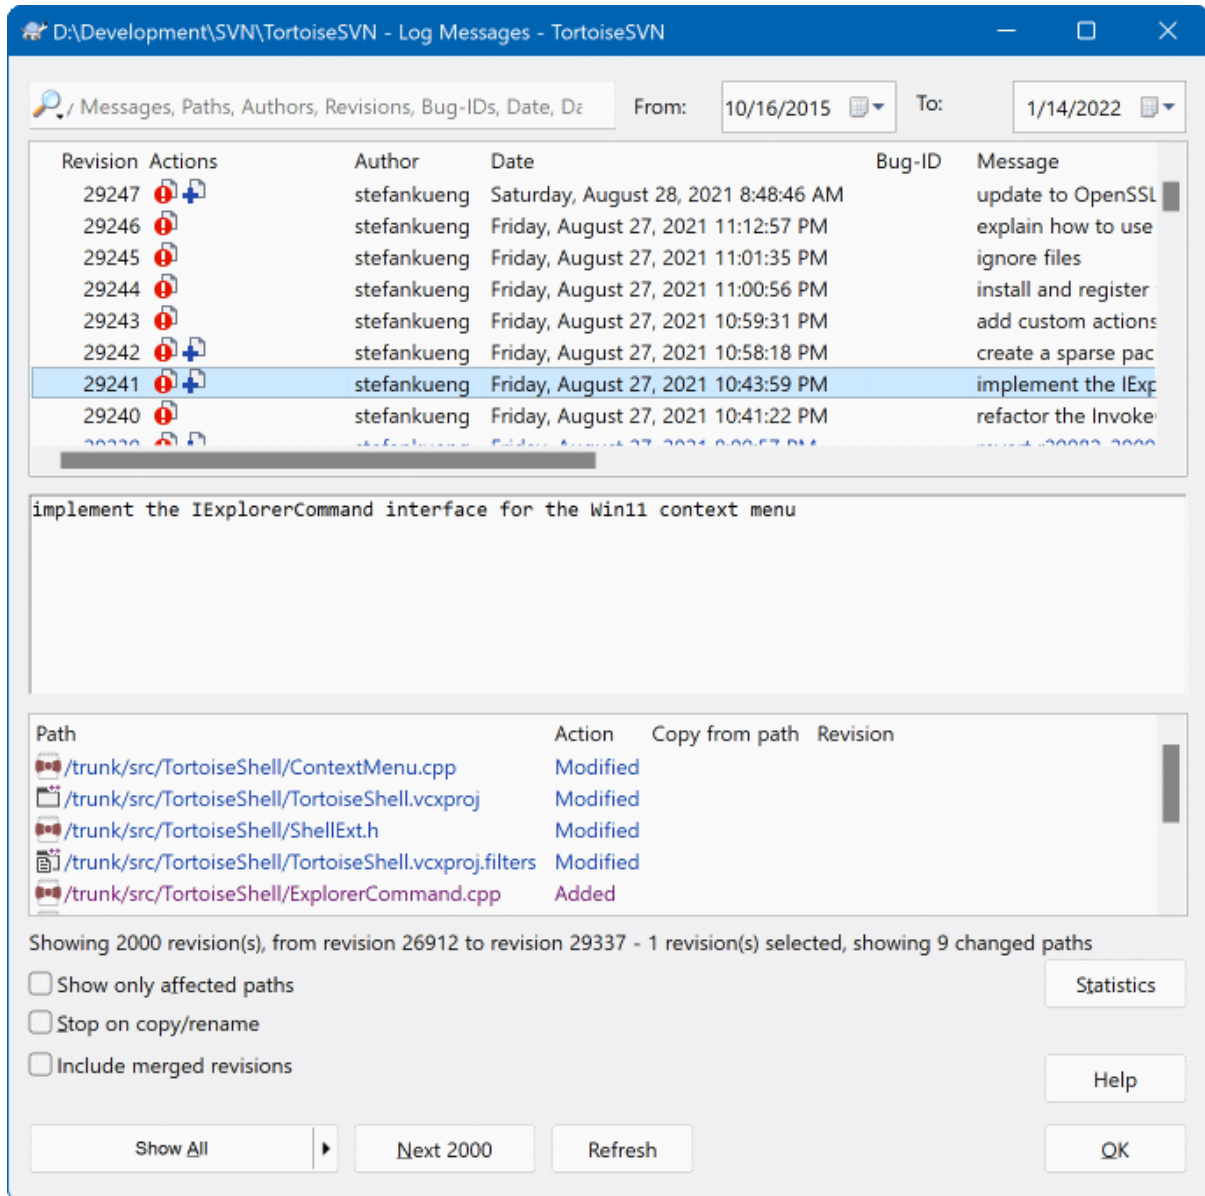 D:\Development\SVN\TortoiseSVN - Log Messages - TortoiseSVN
Messages, Paths, Authors, Revisions, Bug-IDs, Date, From: 10/16/2015 To: 1/14/2022
Revision Actions Author Date Bug-ID Message
29247 stefankueng Saturday, August 28, 2021 8:48:46 AM update to OpenSSL
29246 stefankueng Friday, August 27, 2021 11:12:57 PM explain how to use
29245 stefankueng Friday, August 27, 2021 11:01:35 PM ignore files
29244 stefankueng Friday, August 27, 2021 11:00:56 PM install and register
29243 stefankueng Friday, August 27, 2021 10:59:31 PM add custom actions
29242 stefankueng Friday, August 27, 2021 10:58:18 PM create a sparse pac
29241 stefankueng Friday, August 27, 2021 10:43:59 PM implement the IExp
29240 stefankueng Friday, August 27, 2021 10:41:22 PM refactor the Invoke
implement the IExplorerCommand interface for the Win11 context menu
Path Action Copy from path Revision
/trunk/src/TortoiseShell/ContextMenu.cpp Modified
/trunk/src/TortoiseShell/TortoiseShell.vcxproj Modified
/trunk/src/TortoiseShell/ShellExt.h Modified
/trunk/src/TortoiseShell/TortoiseShell.vcxproj.filters Modified
/trunk/src/TortoiseShell/ExplorerCommand.cpp Added
Showing 2000 revision(s), from revision 26912 to revision 29337 - 1 revision(s) selected, showing 9 changed paths
Show only affected paths
Statistics
Stop on copy/rename
Include merged revisions
Help
Show All Next 2000 Refresh OK